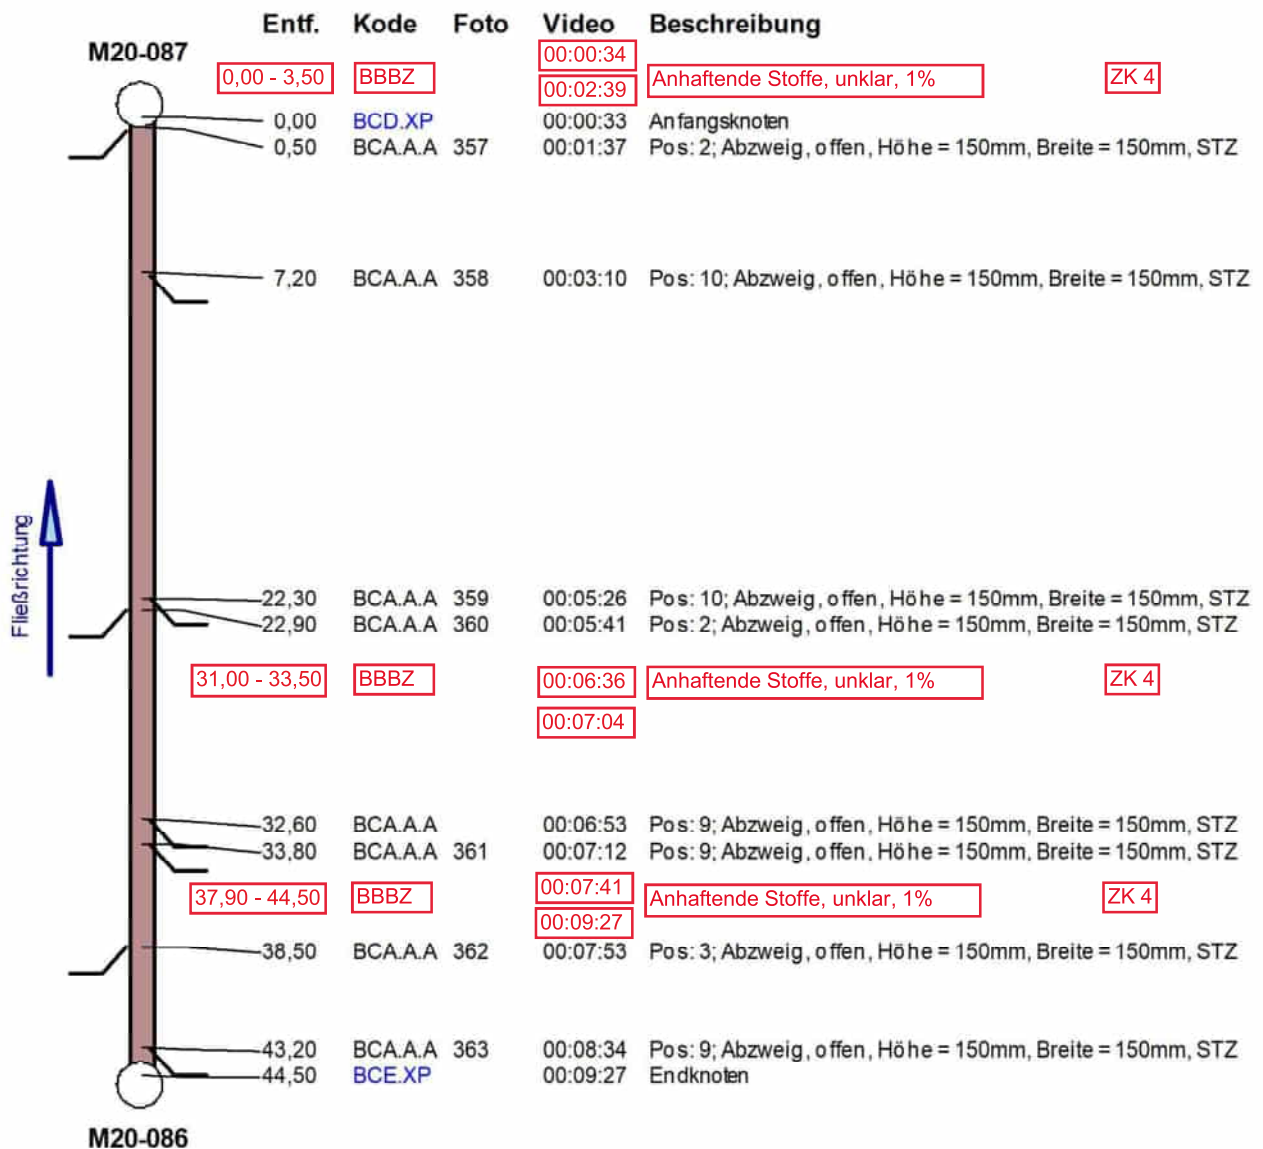 Entf. Kode Foto Video Beschreibung
M20-087
00:00:34
0,00 - 3,50 BBBZ Anhaftende Stoffe, unklar, 1% ZK 4
00:02:39
0,00 BCD.XP 00:00:33 Anfangsknoten
0,50 BCA.A.A 357 00:01:37 Pos: 2; Abzweig, offen, Höhe = 150mm, Breite = 150mm, STZ
7,20 BCA.A.A 358 00:03:10 Pos: 10; Abzweig, offen, Höhe = 150mm, Breite = 150mm, STZ
Fließrichtung
22,30 BCA.A.A 359 00:05:26 Pos: 10; Abzweig, offen, Höhe = 150mm, Breite = 150mm, STZ
22,90 BCA.A.A 360 00:05:41 Pos: 2; Abzweig, offen, Höhe = 150mm, Breite = 150mm, STZ
31,00 - 33,50 BBBZ 00:06:36 Anhaftende Stoffe, unklar, 1% ZK 4
00:07:04
32,60 BCA.A.A 00:06:53 Pos: 9; Abzweig, offen, Höhe = 150mm, Breite = 150mm, STZ
33,80 BCA.A.A 361 00:07:12 Pos: 9; Abzweig, offen, Höhe = 150mm, Breite = 150mm, STZ
00:07:41
37,90 - 44,50 BBBZ Anhaftende Stoffe, unklar, 1% ZK 4
00:09:27
38,50 BCA.A.A 362 00:07:53 Pos: 3; Abzweig, offen, Höhe = 150mm, Breite = 150mm, STZ
43,20 BCA.A.A 363 00:08:34 Pos: 9; Abzweig, offen, Höhe = 150mm, Breite = 150mm, STZ
44,50 BCE.XP 00:09:27 Endknoten
M20-086